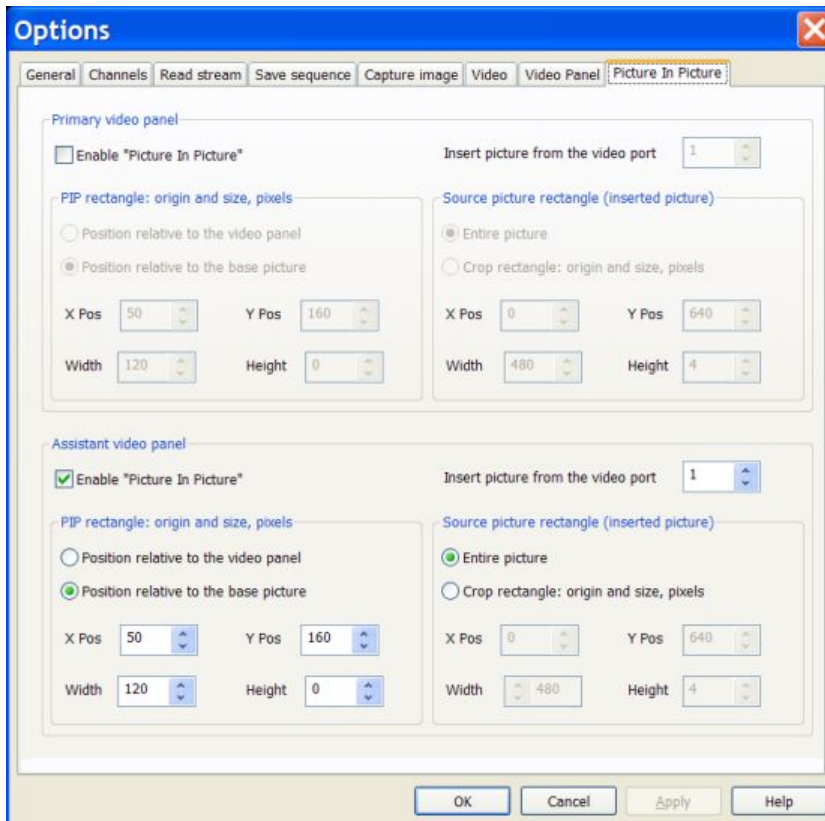 Options
General Channels Read stream Save sequence Capture image Video Video Panel Picture In Picture
Primary video panel
Enable "Picture In Picture" Insert picture from the video port 1
PIP rectangle: origin and size, pixels Source picture rectangle (inserted picture)
Position relative to the video panel Entire picture
Position relative to the base picture Crop rectangle: origin and size, pixels
X Pos 50 Y Pos 160 X Pos 0 Y Pos 640
Width 120 Height 0 Width 480 Height 4
Assistant video panel
Enable "Picture In Picture" Insert picture from the video port 1
PIP rectangle: origin and size, pixels Source picture rectangle (inserted picture)
Position relative to the video panel Entire picture
Position relative to the base picture Crop rectangle: origin and size, pixels
X Pos 50 Y Pos 160 X Pos 0 Y Pos 640
Width 120 Height 0 Width 480 Height 4
OK Cancel Apply Help